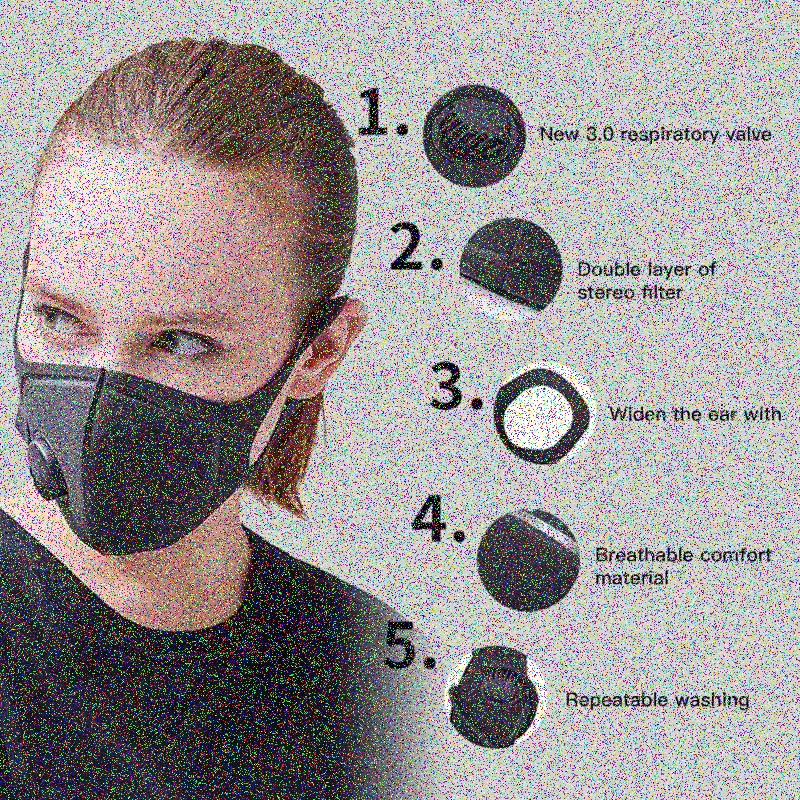 1.
New 3.0 respiratory valve
2.
Double layer of
stereo filter
3.
Widen the ear with
4.
Breathable comfort
material
5.
Repeatable washing